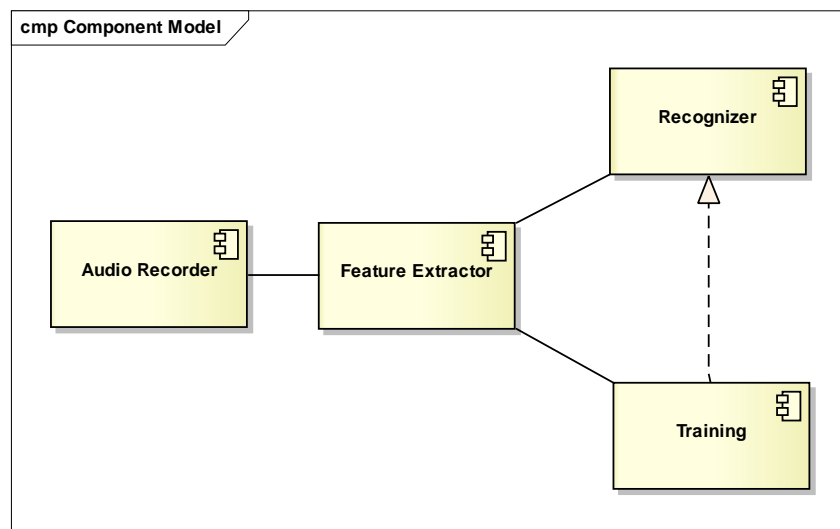 cmp Component Model
Recognizer
Audio Recorder
Feature Extractor
Training